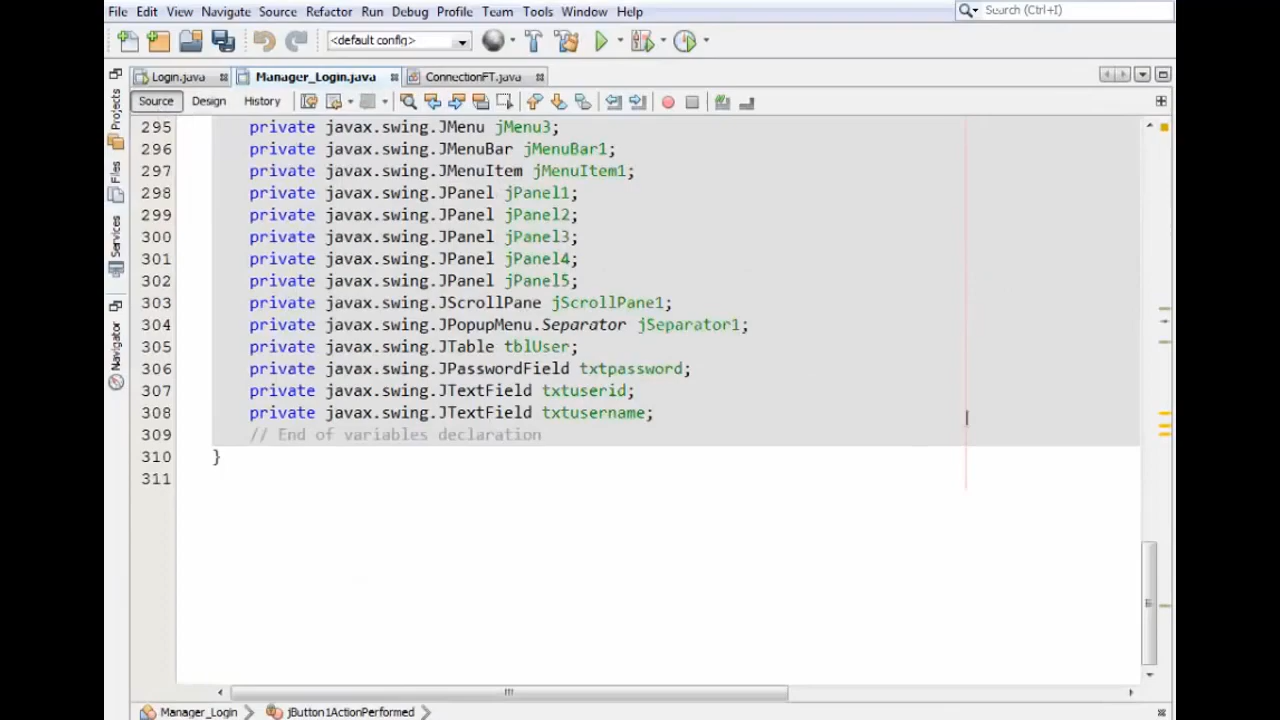 File Edit View Navigate Source Refactor Run Debug Profile Team Tools Window Help Search (Ctrl+I)
<default config>
Login.java Manager_Login.java ConnectionFT.java
Source Design History
Projects
Files
Services
Navigator
295 private javax.swing.JMenu jMenu3;
296 private javax.swing.JMenuBar jMenuBar1;
297 private javax.swing.JMenuItem jMenuItem1;
298 private javax.swing.JPanel jPanel1;
299 private javax.swing.JPanel jPanel2;
300 private javax.swing.JPanel jPanel3;
301 private javax.swing.JPanel jPanel4;
302 private javax.swing.JPanel jPanel5;
303 private javax.swing.JScrollPane jScrollPane1;
304 private javax.swing.JPopupMenu.Separator jSeparator1;
305 private javax.swing.JTable tblUser;
306 private javax.swing.JPasswordField txtpassword;
307 private javax.swing.JTextField txtuserid;
308 private javax.swing.JTextField txtusername;
309 // End of variables declaration
310 }
311
Manager_Login jButton1ActionPerformed